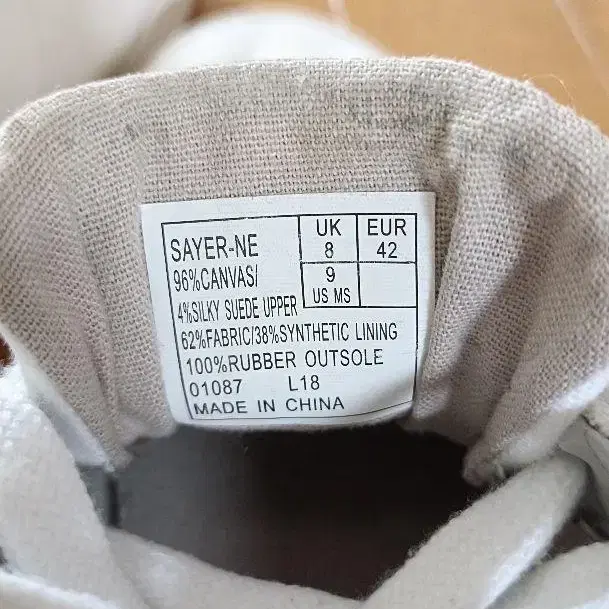 SAYER-NE
UK
8
EUR
42
96%CANVAS/
9
US MS
4%SILKY SUEDE UPPER
62%FABRIC/38%SYNTHETIC LINING
100%RUBBER OUTSOLE
01087 L18
MADE IN CHINA